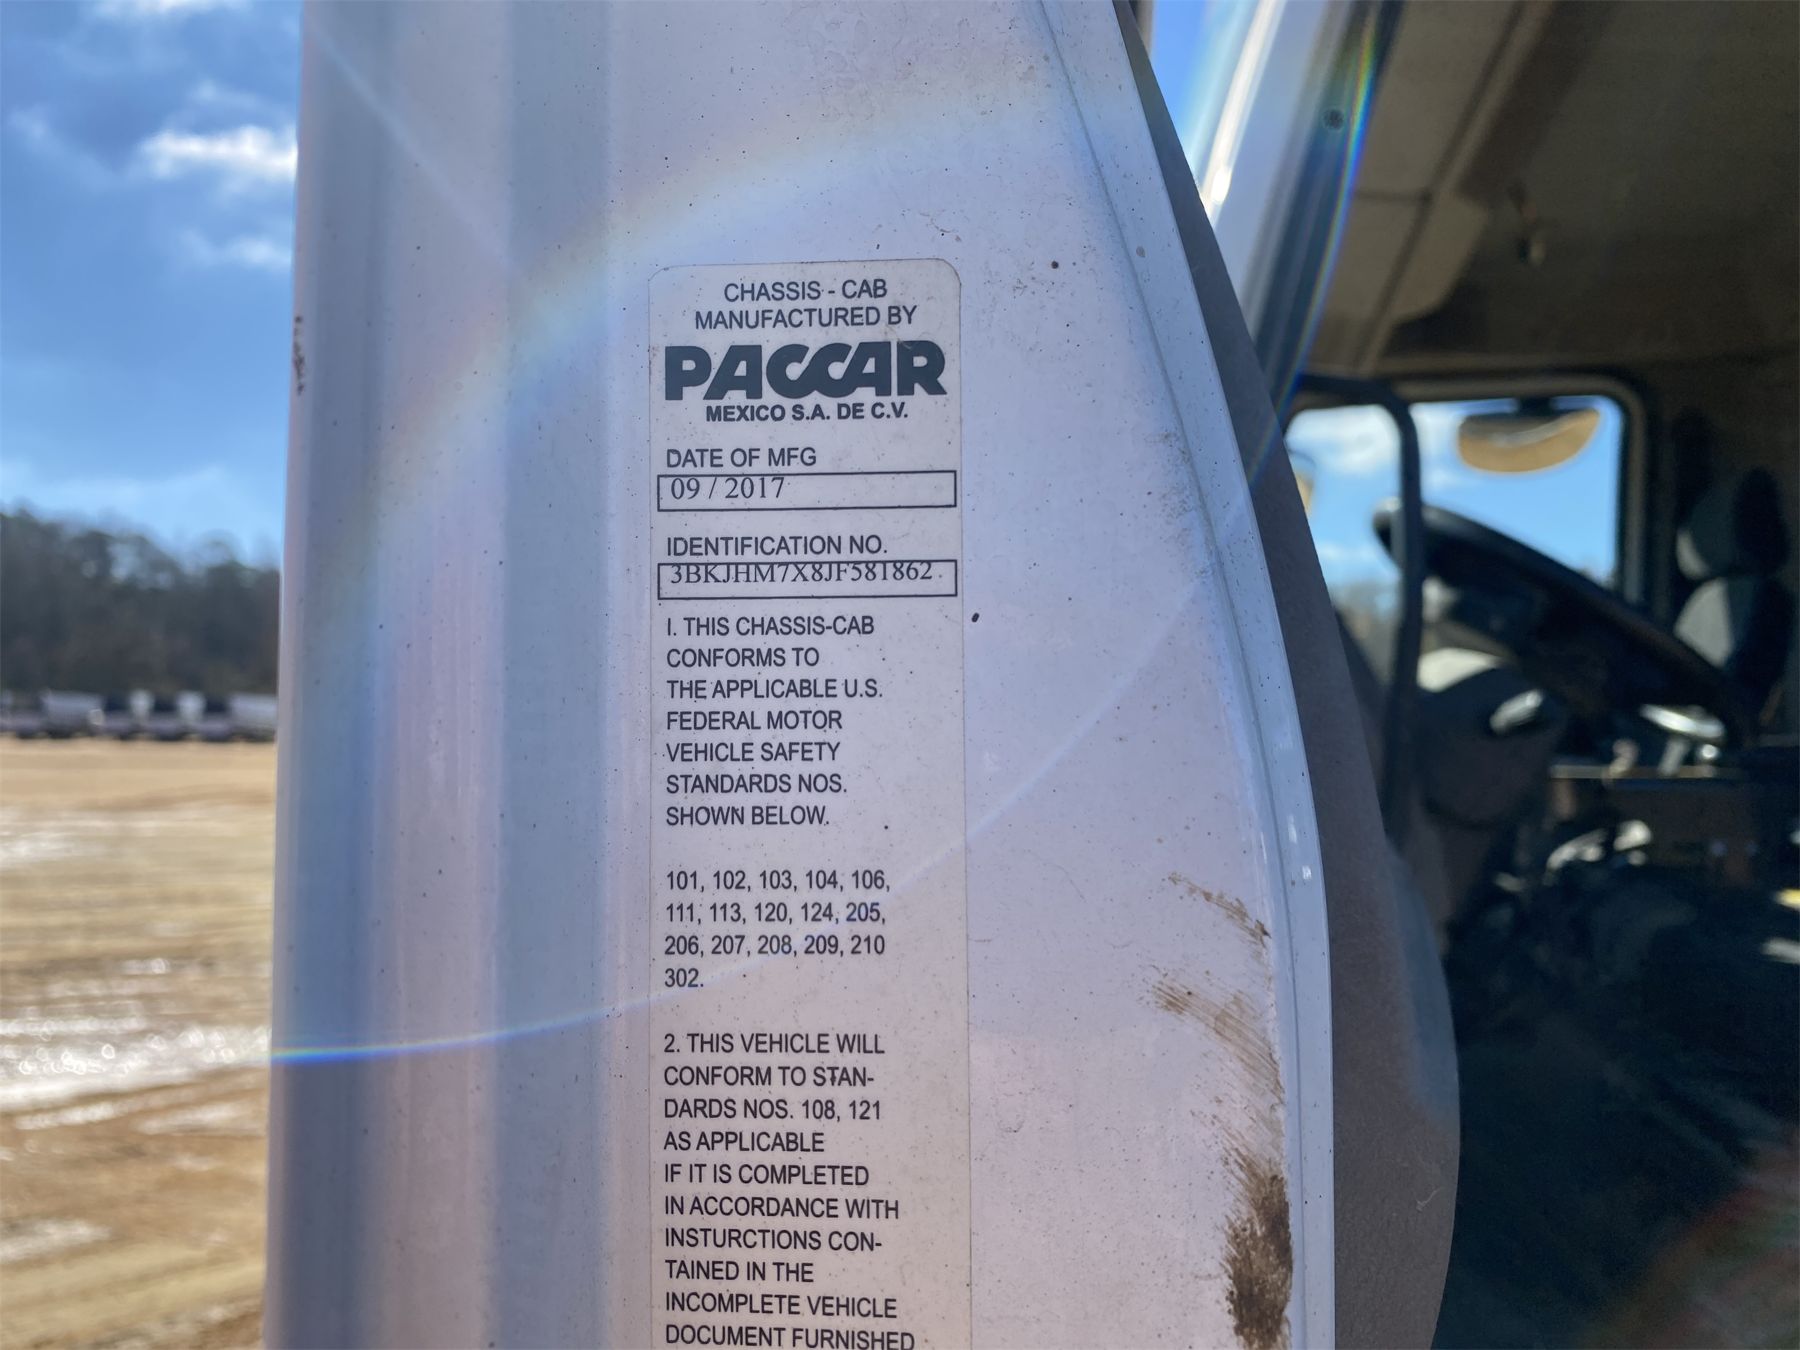 CHASSIS - CAB
MANUFACTURED BY
PACCAR
MEXICO S.A. DE C.V.
DATE OF MFG
09 / 2017
IDENTIFICATION NO.
3BKJHM7X8JF581862
I. THIS CHASSIS-CAB
CONFORMS TO
THE APPLICABLE U.S.
FEDERAL MOTOR
VEHICLE SAFETY
STANDARDS NOS.
SHOWN BELOW.
101, 102, 103, 104, 106,
111, 113, 120, 124, 205,
206, 207, 208, 209, 210
302.
2. THIS VEHICLE WILL
CONFORM TO STAN-
DARDS NOS. 108, 121
AS APPLICABLE
IF IT IS COMPLETED
IN ACCORDANCE WITH
INSTURCTIONS CON-
TAINED IN THE
INCOMPLETE VEHICLE
DOCUMENT FURNISHED